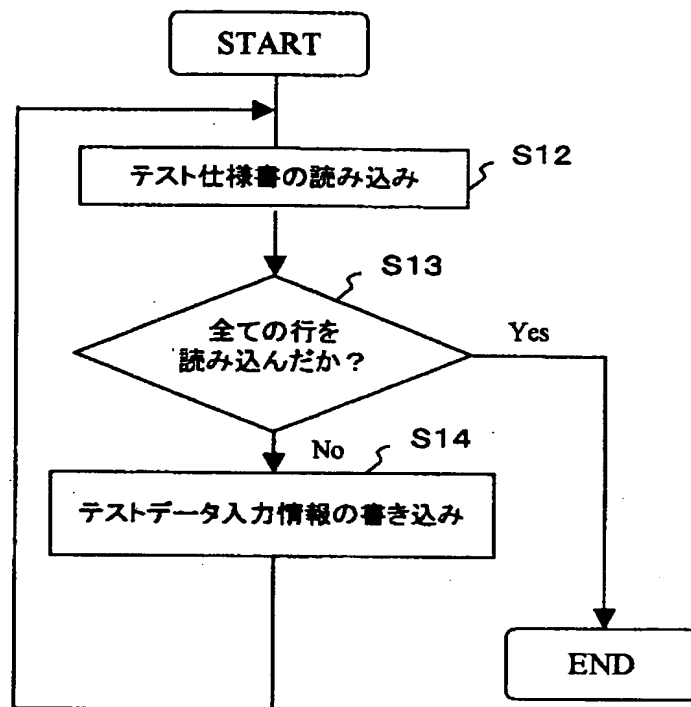 START
S12
テスト仕様書の読み込み
S13
全ての行を
読み込んだか？
Yes
No
S14
テストデータ入力情報の書き込み
END